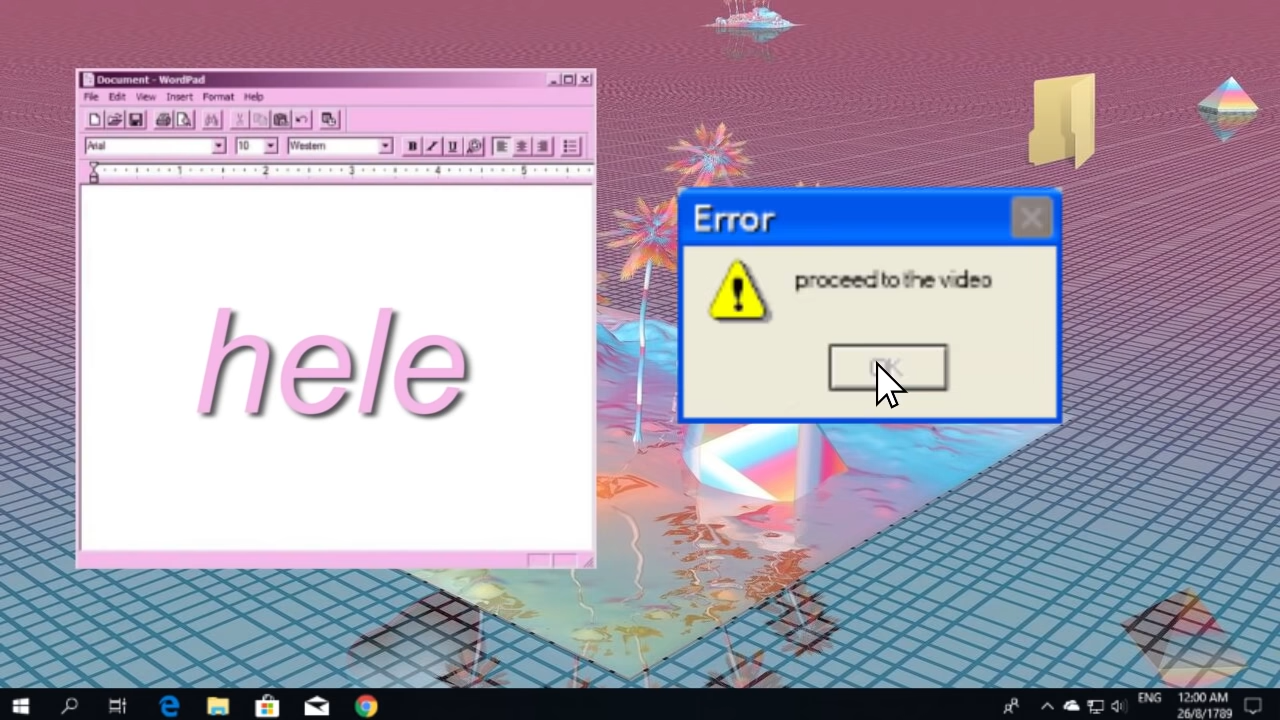 Document - WordPad
File Edit View Insert Format Help
Arial 10 Western B / U
1 2 3 4 5
hele
Error
proceed to the video
OK
ENG 12:00 AM
26/8/1789